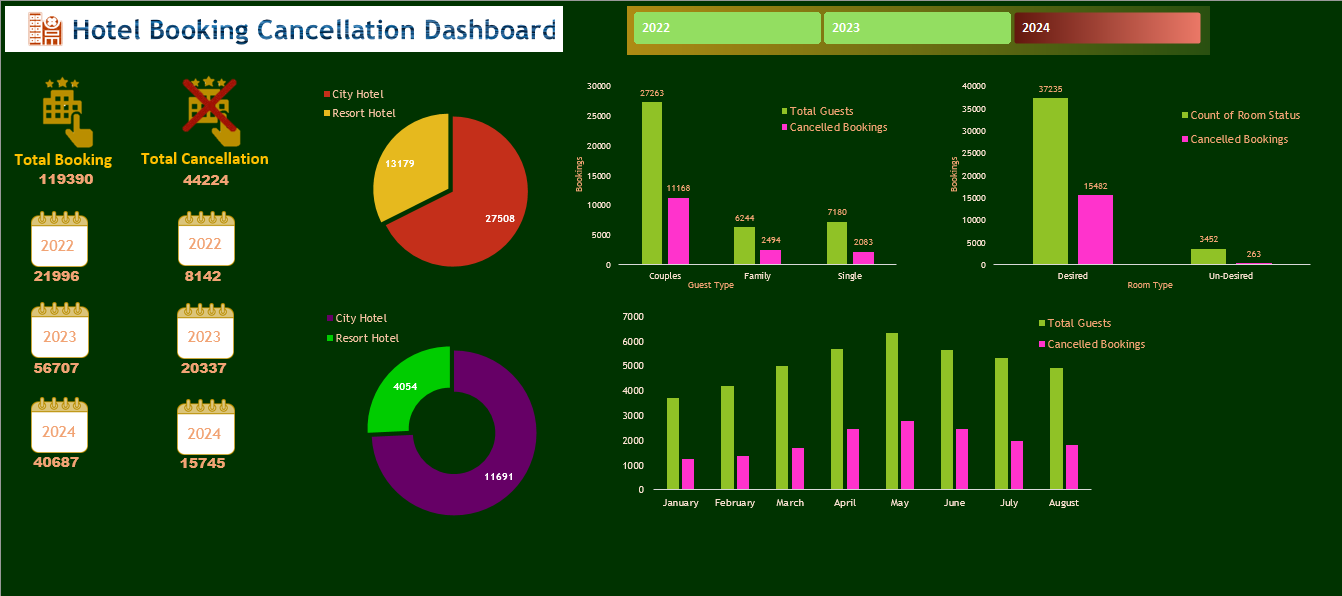 Hotel Booking Cancellation Dashboard
2022
2023
2024
Total Booking
119390
Total Cancellation
44224
2022
21996
2022
8142
2023
56707
2023
20337
2024
40687
2024
15745
City Hotel
Resort Hotel
13179
27508
City Hotel
Resort Hotel
4054
11691
30000
25000
20000
15000
10000
5000
0
Bookings
27263
11168
6244
2494
7180
2083
Total Guests
Cancelled Bookings
Couples
Family
Single
Guest Type
40000
35000
30000
25000
20000
15000
10000
5000
0
Bookings
37235
15482
3452
263
Count of Room Status
Cancelled Bookings
Desired
Un-Desired
Room Type
7000
6000
5000
4000
3000
2000
1000
0
Total Guests
Cancelled Bookings
January
February
March
April
May
June
July
August